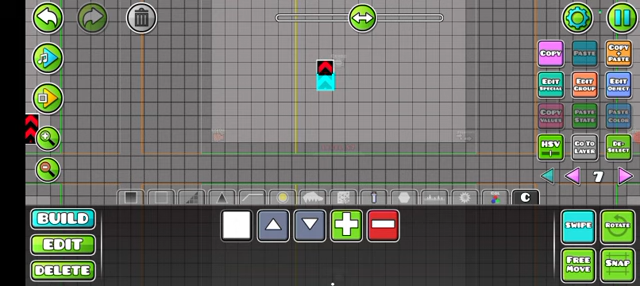 COPY
PASTE
COPY + PASTE
EDIT SPECIAL
EDIT GROUP
EDIT OBJECT
COPY VALUES
PASTE STATE
PASTE COLOR
HSV
GO TO LAYER
DE-SELECT
7
C
BUILD
EDIT
DELETE
SWIPE
ROTATE
FREE MOVE
SNAP